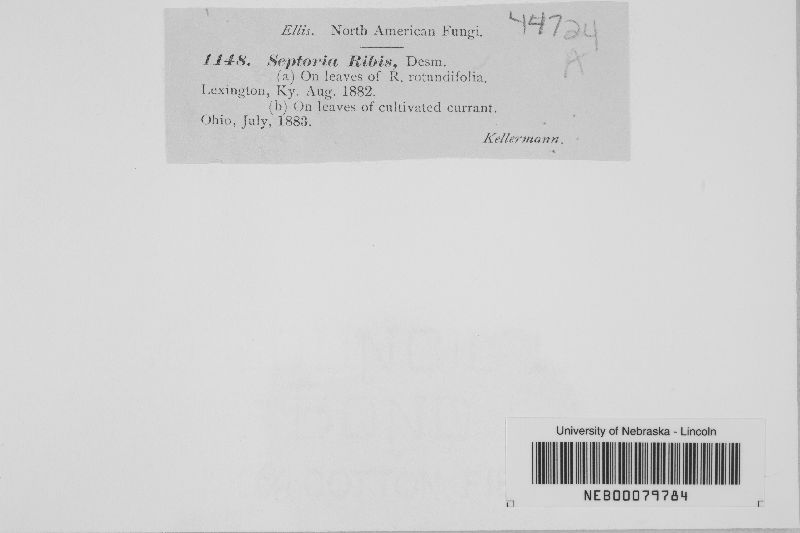 Ellis. North American Fungi.
44724
A
1148. Septoria Ribis, Desm.
(a) On leaves of R. rotundifolia.
Lexington, Ky. Aug. 1882.
(b) On leaves of cultivated currant.
Ohio, July, 1883.
Kellermann.
University of Nebraska - Lincoln
NEB00079784